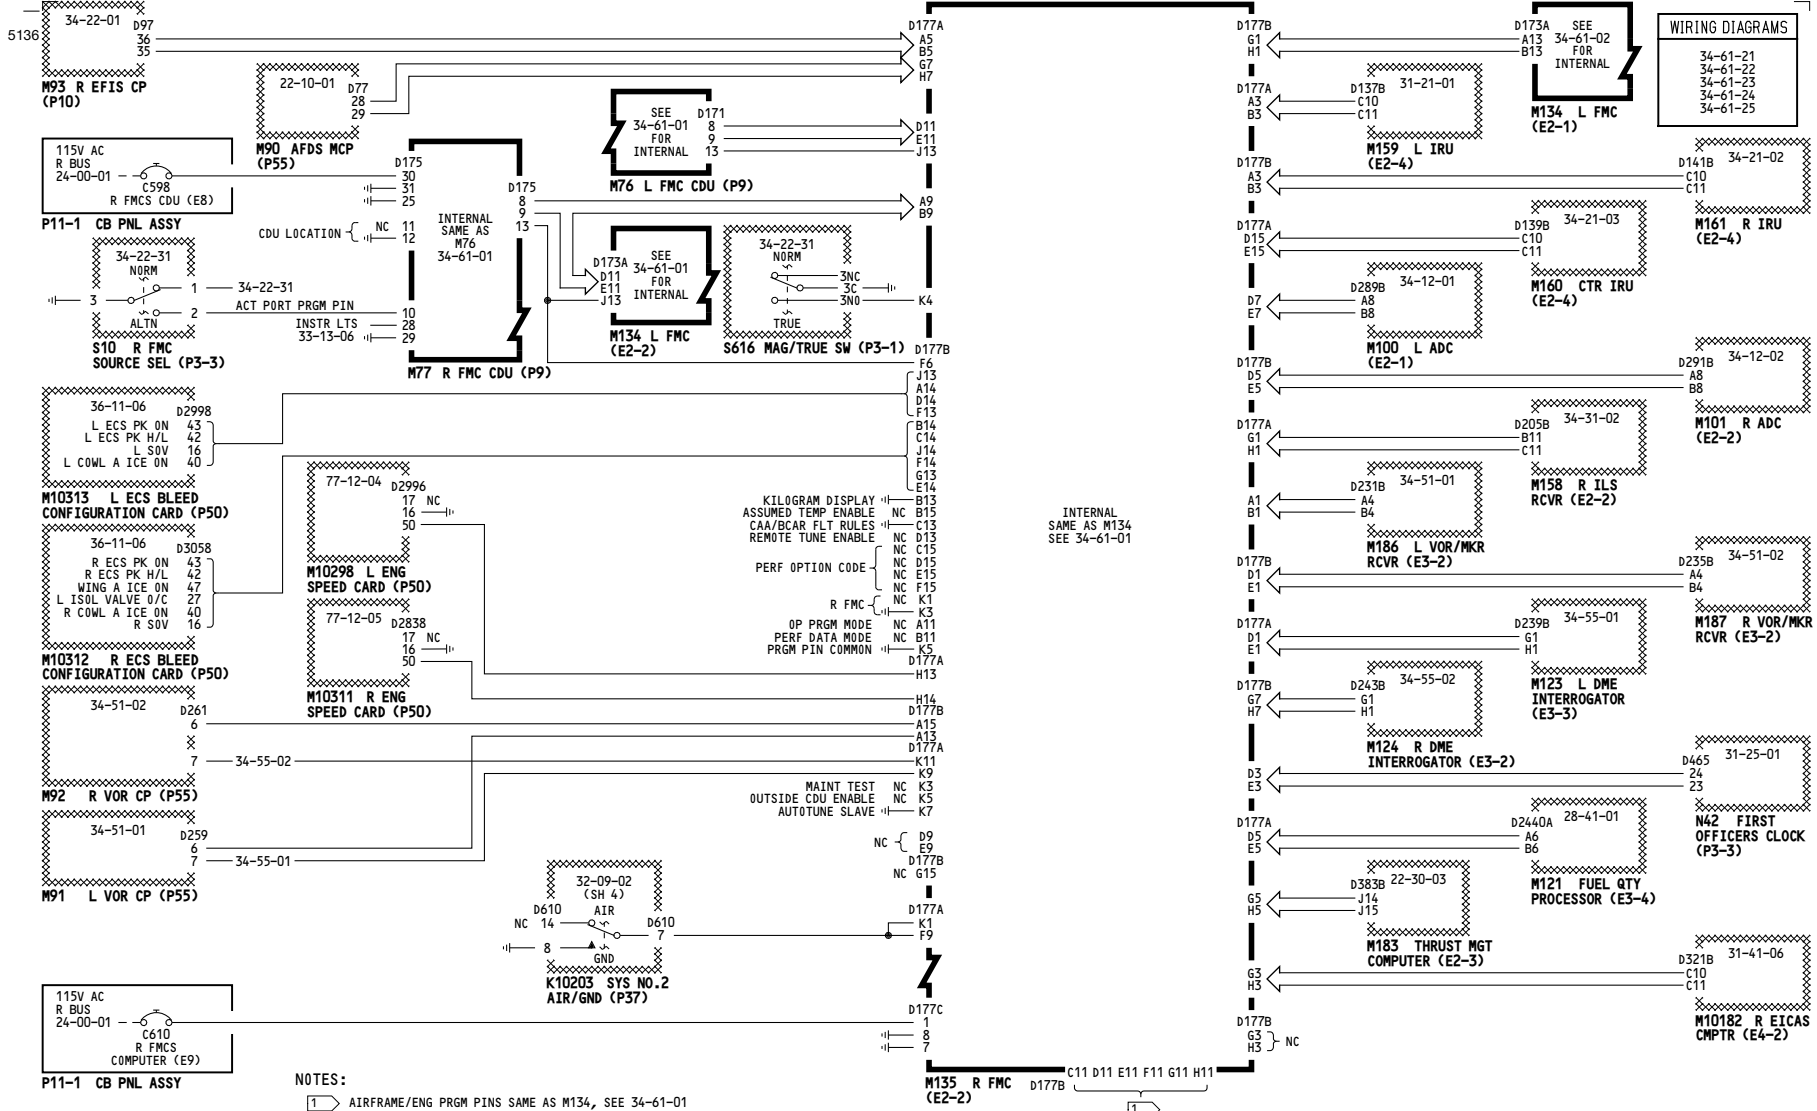 5136
34-22-01
D97
36
35
M93 R EFIS CP
(P10)
22-10-01
D77
28
29
M90 AFDS MCP
(P55)
115V AC
R BUS
24-00-01
C598
R FMCS CDU (E8)
P11-1 CB PNL ASSY
D175
30
31
25
CDU LOCATION
NC 11
12
34-22-31
NORM
3
1
34-22-31
2
ACT PORT PRGM PIN
ALTN
10
INSTR LTS 28
33-13-06 29
S10 R FMC
SOURCE SEL (P3-3)
INTERNAL
SAME AS
M76
34-61-01
D175
8
9
13
M77 R FMC CDU (P9)
SEE
34-61-01
FOR
INTERNAL
D171
8
9
13
M76 L FMC CDU (P9)
D173A
D11
E11
J13
SEE
34-61-01
FOR
INTERNAL
M134 L FMC
(E2-2)
34-22-31
NORM
3NC
3C
3NO
TRUE
S616 MAG/TRUE SW (P3-1)
36-11-06
D2998
L ECS PK ON 43
L ECS PK H/L 42
L SOV 16
L COWL A ICE ON 40
M10313 L ECS BLEED
CONFIGURATION CARD (P50)
36-11-06
D3058
R ECS PK ON 43
R ECS PK H/L 42
WING A ICE ON 47
L ISOL VALVE O/C 27
R COWL A ICE ON 40
R SOV 16
M10312 R ECS BLEED
CONFIGURATION CARD (P50)
77-12-04
D2996
17 NC
16
50
M10298 L ENG
SPEED CARD (P50)
77-12-05
D2838
17 NC
16
50
M10311 R ENG
SPEED CARD (P50)
34-51-02
D261
6
7
34-55-02
M92 R VOR CP (P55)
34-51-01
D259
6
7
34-55-01
M91 L VOR CP (P55)
32-09-02
(SH 4)
D610
AIR
NC 14
8
GND
D610
7
K10203 SYS NO.2
AIR/GND (P37)
115V AC
R BUS
24-00-01
C610
R FMCS
COMPUTER (E9)
P11-1 CB PNL ASSY
D177A
A5
B5
G7
H7
D11
E11
J13
A9
B9
K4
D177B
F6
J13
A14
D14
F13
B14
C14
J14
F14
G13
E14
KILOGRAM DISPLAY B13
ASSUMED TEMP ENABLE NC B15
CAA/BCAR FLT RULES C13
REMOTE TUNE ENABLE NC D13
PERF OPTION CODE
NC C15
NC D15
NC E15
NC F15
R FMC
NC K1
K3
OP PRGM MODE NC A11
PERF DATA MODE NC B11
PRGM PIN COMMON K5
D177A
H13
H14
D177B
A15
A13
D177A
K11
K9
MAINT TEST NC K3
OUTSIDE CDU ENABLE NC K5
AUTOTUNE SLAVE K7
NC
D9
E9
D177B
NC G15
D177A
K1
F9
D177C
1
8
7
INTERNAL
SAME AS M134
SEE 34-61-01
M135 R FMC
(E2-2)
D177B
C11 D11 E11 F11 G11 H11
1
D177B
G1
H1
D173A
A13
B13
SEE
34-61-02
FOR
INTERNAL
M134 L FMC
(E2-1)
WIRING DIAGRAMS
34-61-21
34-61-22
34-61-23
34-61-24
34-61-25
D177A
A3
B3
D137B
C10
C11
31-21-01
M159 L IRU
(E2-4)
D177B
A3
B3
D141B
C10
C11
34-21-02
M161 R IRU
(E2-4)
D177A
D15
E15
D139B
C10
C11
34-21-03
M160 CTR IRU
(E2-4)
D7
E7
D289B
A8
B8
34-12-01
M100 L ADC
(E2-1)
D177B
D5
E5
D291B
A8
B8
34-12-02
M101 R ADC
(E2-2)
D177A
G1
H1
D205B
B11
C11
34-31-02
M158 R ILS
RCVR (E2-2)
A1
B1
D231B
A4
B4
34-51-01
M186 L VOR/MKR
RCVR (E3-2)
D177B
D1
E1
D235B
A4
B4
34-51-02
M187 R VOR/MKR
RCVR (E3-2)
D177A
D1
E1
D239B
G1
H1
34-55-01
M123 L DME
INTERROGATOR
(E3-3)
D177B
G7
H7
D243B
G1
H1
34-55-02
M124 R DME
INTERROGATOR (E3-2)
D3
E3
D465
24
23
31-25-01
N42 FIRST
OFFICERS CLOCK
(P3-3)
D177A
D5
E5
D2440A
A6
B6
28-41-01
M121 FUEL QTY
PROCESSOR (E3-4)
G5
H5
D383B
J14
J15
22-30-03
M183 THRUST MGT
COMPUTER (E2-3)
G3
H3
D321B
C10
C11
31-41-06
M10182 R EICAS
CMPTR (E4-2)
D177B
G3
H3
NC
NOTES:
1 AIRFRAME/ENG PRGM PINS SAME AS M134, SEE 34-61-01